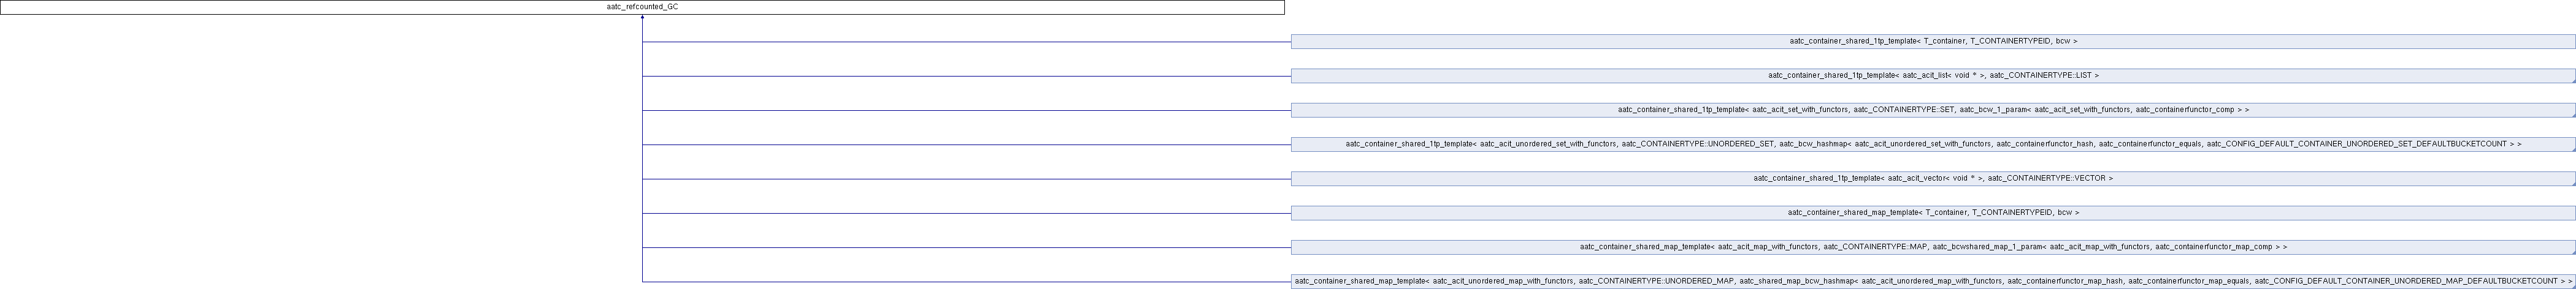 aatc_refcounted_GC
aatc_container_shared_1tp_template< T_container, T_CONTAINERTYPEID, bcw >
aatc_container_shared_1tp_template< aatc_acit_list< void * >, aatc_CONTAINERTYPE::LIST >
aatc_container_shared_1tp_template< aatc_acit_set_with_functors, aatc_CONTAINERTYPE::SET, aatc_bcw_1_param< aatc_acit_set_with_functors, aatc_containerfunctor_comp > >
aatc_container_shared_1tp_template< aatc_acit_unordered_set_with_functors, aatc_CONTAINERTYPE::UNORDERED_SET, aatc_bcw_hashmap< aatc_acit_unordered_set_with_functors, aatc_containerfunctor_hash, aatc_containerfunctor_equals, aatc_CONFIG_DEFAULT_CONTAINER_UNORDERED_SET_DEFAULTBUCKETCOUNT > >
aatc_container_shared_1tp_template< aatc_acit_vector< void * >, aatc_CONTAINERTYPE::VECTOR >
aatc_container_shared_map_template< T_container, T_CONTAINERTYPEID, bcw >
aatc_container_shared_map_template< aatc_acit_map_with_functors, aatc_CONTAINERTYPE::MAP, aatc_bcwshared_map_1_param< aatc_acit_map_with_functors, aatc_containerfunctor_map_comp > >
aatc_container_shared_map_template< aatc_acit_unordered_map_with_functors, aatc_CONTAINERTYPE::UNORDERED_MAP, aatc_shared_map_bcw_hashmap< aatc_acit_unordered_map_with_functors, aatc_containerfunctor_map_hash, aatc_containerfunctor_map_equals, aatc_CONFIG_DEFAULT_CONTAINER_UNORDERED_MAP_DEFAULTBUCKETCOUNT > >